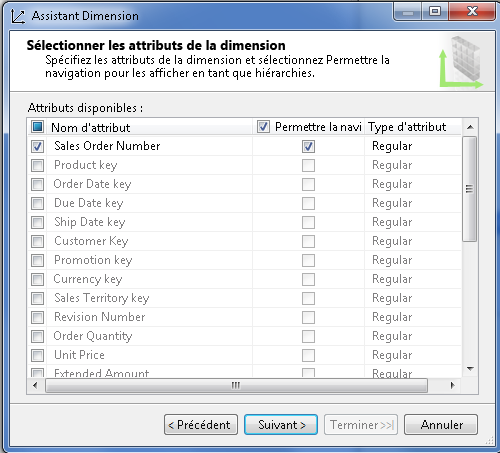 Assistant Dimension
Sélectionner les attributs de la dimension
Spécifiez les attributs de la dimension et sélectionnez Permettre la
navigation pour les afficher en tant que hiérarchies.
Attributs disponibles :
Nom d'attribut Permettre la navi Type d'attribut
Sales Order Number Regular
Product key Regular
Order Date key Regular
Due Date key Regular
Ship Date key Regular
Customer Key Regular
Promotion key Regular
Currency key Regular
Sales Territory key Regular
Revision Number Regular
Order Quantity Regular
Unit Price Regular
Extended Amount Regular
< Précédent Suivant > Terminer >>| Annuler